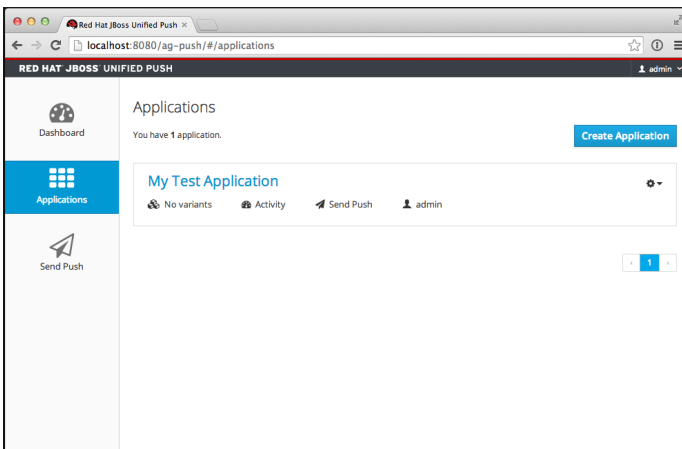 Red Hat JBoss Unified Push ×
localhost:8080/ag-push/#/applications
RED HAT JBOSS UNIFIED PUSH
admin
Dashboard
Applications
Send Push
Applications
You have 1 application.
Create Application
My Test Application
No variants Activity Send Push admin
‹ 1 ›